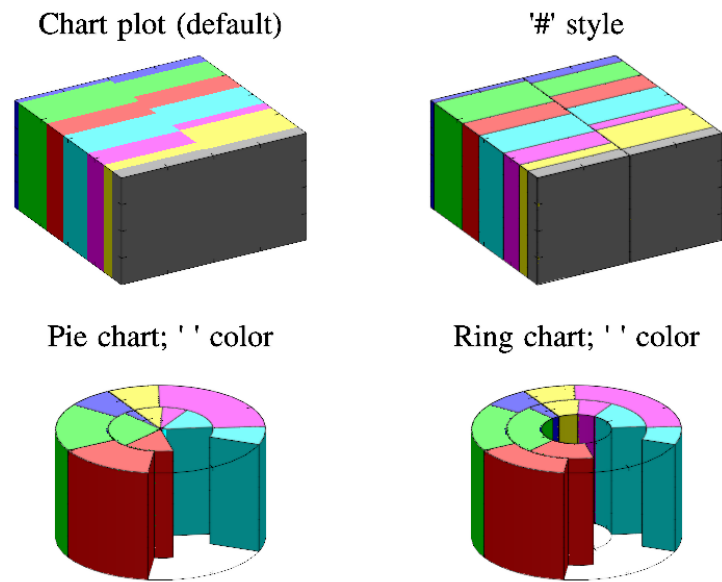 Chart plot (default)
'#' style
Pie chart; ' ' color
Ring chart; ' ' color